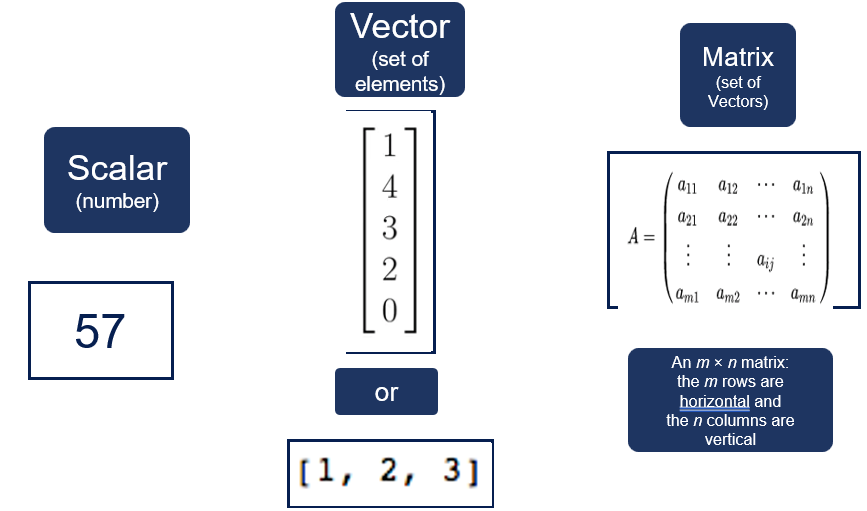 Scalar
(number)
57
Vector
(set of
elements)
1
4
3
2
0
or
[1, 2, 3]
Matrix
(set of
Vectors)
A =
a11 a12 ⋯ a1n
a21 a22 ⋯ a2n
⋮ ⋮ aij ⋮
am1 am2 ⋯ amn
An m × n matrix:
the m rows are
horizontal and
the n columns are
vertical